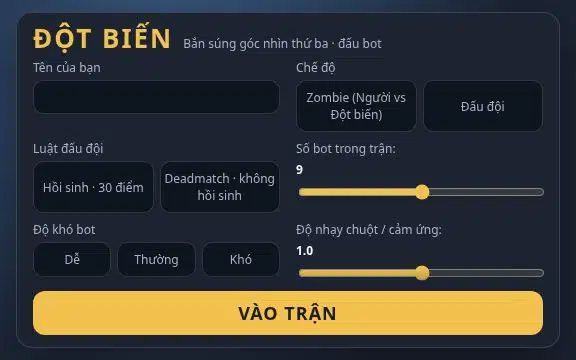 ĐỘT BIẾN Bắn súng góc nhìn thứ ba · đấu bot
Tên của bạn
Chế độ
Zombie (Người vs
Đột biến)
Đấu đội
Luật đấu đội
Hồi sinh · 30 điểm
Deadmatch · không
hồi sinh
Số bot trong trận:
9
Độ khó bot
Dễ
Thường
Khó
Độ nhạy chuột / cảm ứng:
1.0
VÀO TRẬN